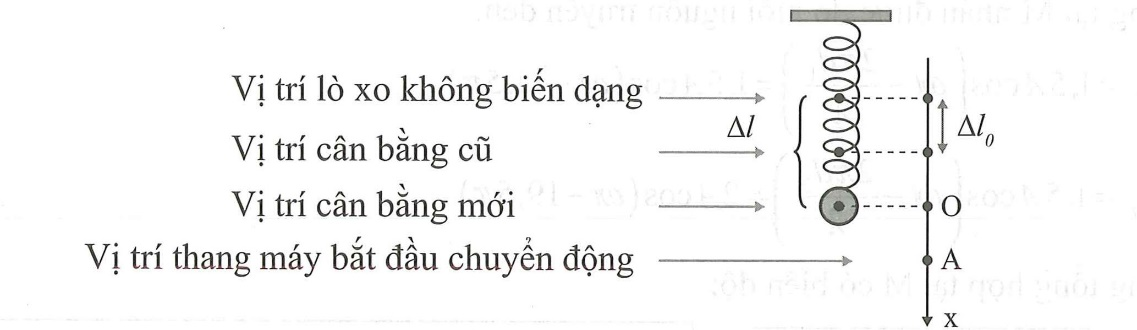 Vị trí lò xo không biến dạng
Δl
Δl₀
Vị trí cân bằng cũ
Vị trí cân bằng mới
O
Vị trí thang máy bắt đầu chuyển động
A
x